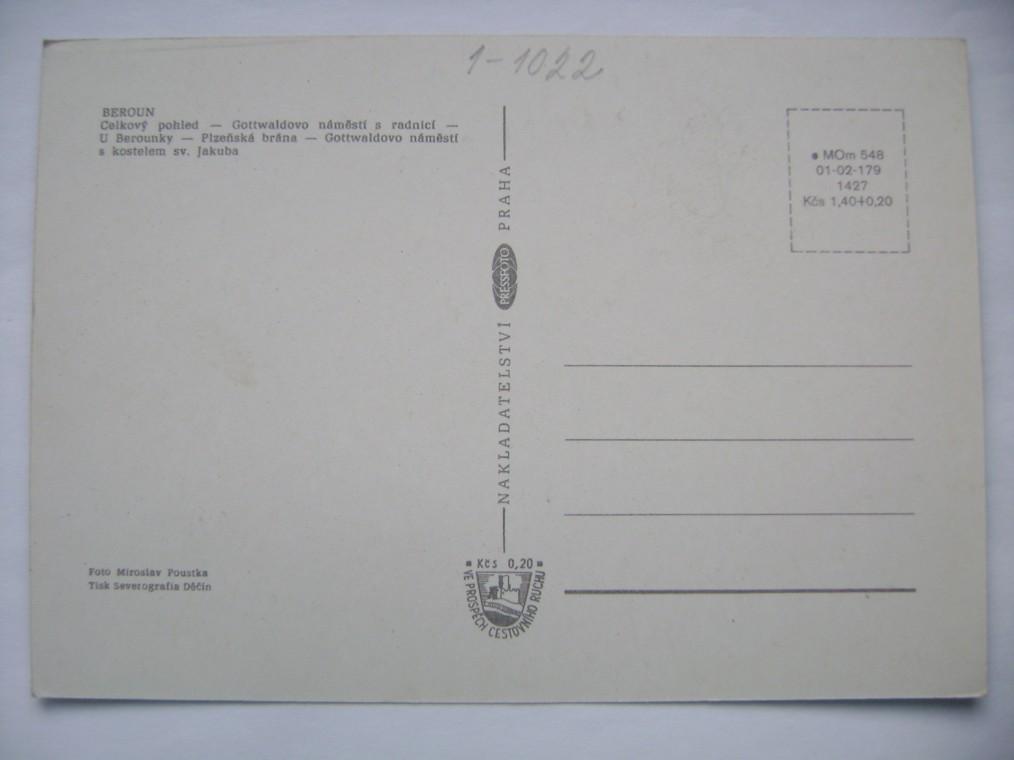 1-1022
BEROUN
Celkový pohled — Gottwaldovo náměstí s radnicí —
U Berounky — Plzeňská brána — Gottwaldovo náměstí
s kostelem sv. Jakuba
NAKLADATELSTVÍ PRESSFOTO PRAHA
● MOm 548
01-02-179
1427
Kčs 1,40+0,20
Foto Miroslav Poustka
Tisk Severografia Děčín
▪ Kčs 0,20 ▪
VE PROSPĚCH CESTOVNÍHO RUCHU